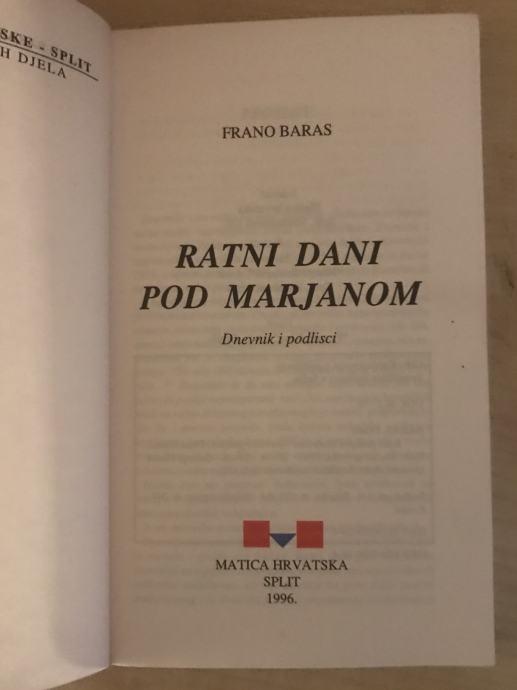 SKE - SPLIT
H DJELA
FRANO BARAS
RATNI DANI
POD MARJANOM
Dnevnik i podlisci
MATICA HRVATSKA
SPLIT
1996.